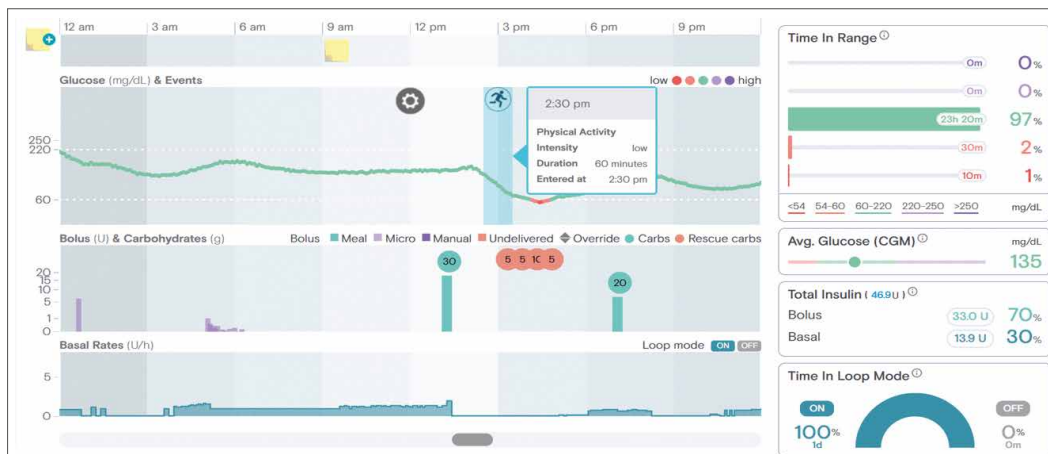 12 am 3 am 6 am 9 am 12 pm 3 pm 6 pm 9 pm
Glucose (mg/dL) & Events low high
250
220
60
2:30 pm
Physical Activity
Intensity low
Duration 60 minutes
Entered at 2:30 pm
Bolus (U) & Carbohydrates (g) Bolus Meal Micro Manual Undelivered Override Carbs Rescue carbs
30 5 5 1C 5
20
20
15
10
5
1
0
Basal Rates (U/h) Loop mode ON OFF
5
0
Time In Range
0m 0%
0m 0%
23h 20m 97%
30m 2%
10m 1%
<54 54-60 60-220 220-250 >250 mg/dL
Avg. Glucose (CGM) mg/dL
135
Total Insulin ( 46.9 U )
Bolus 33.0 U 70%
Basal 13.9 U 30%
Time In Loop Mode
ON OFF
100% 0%
1d 0m